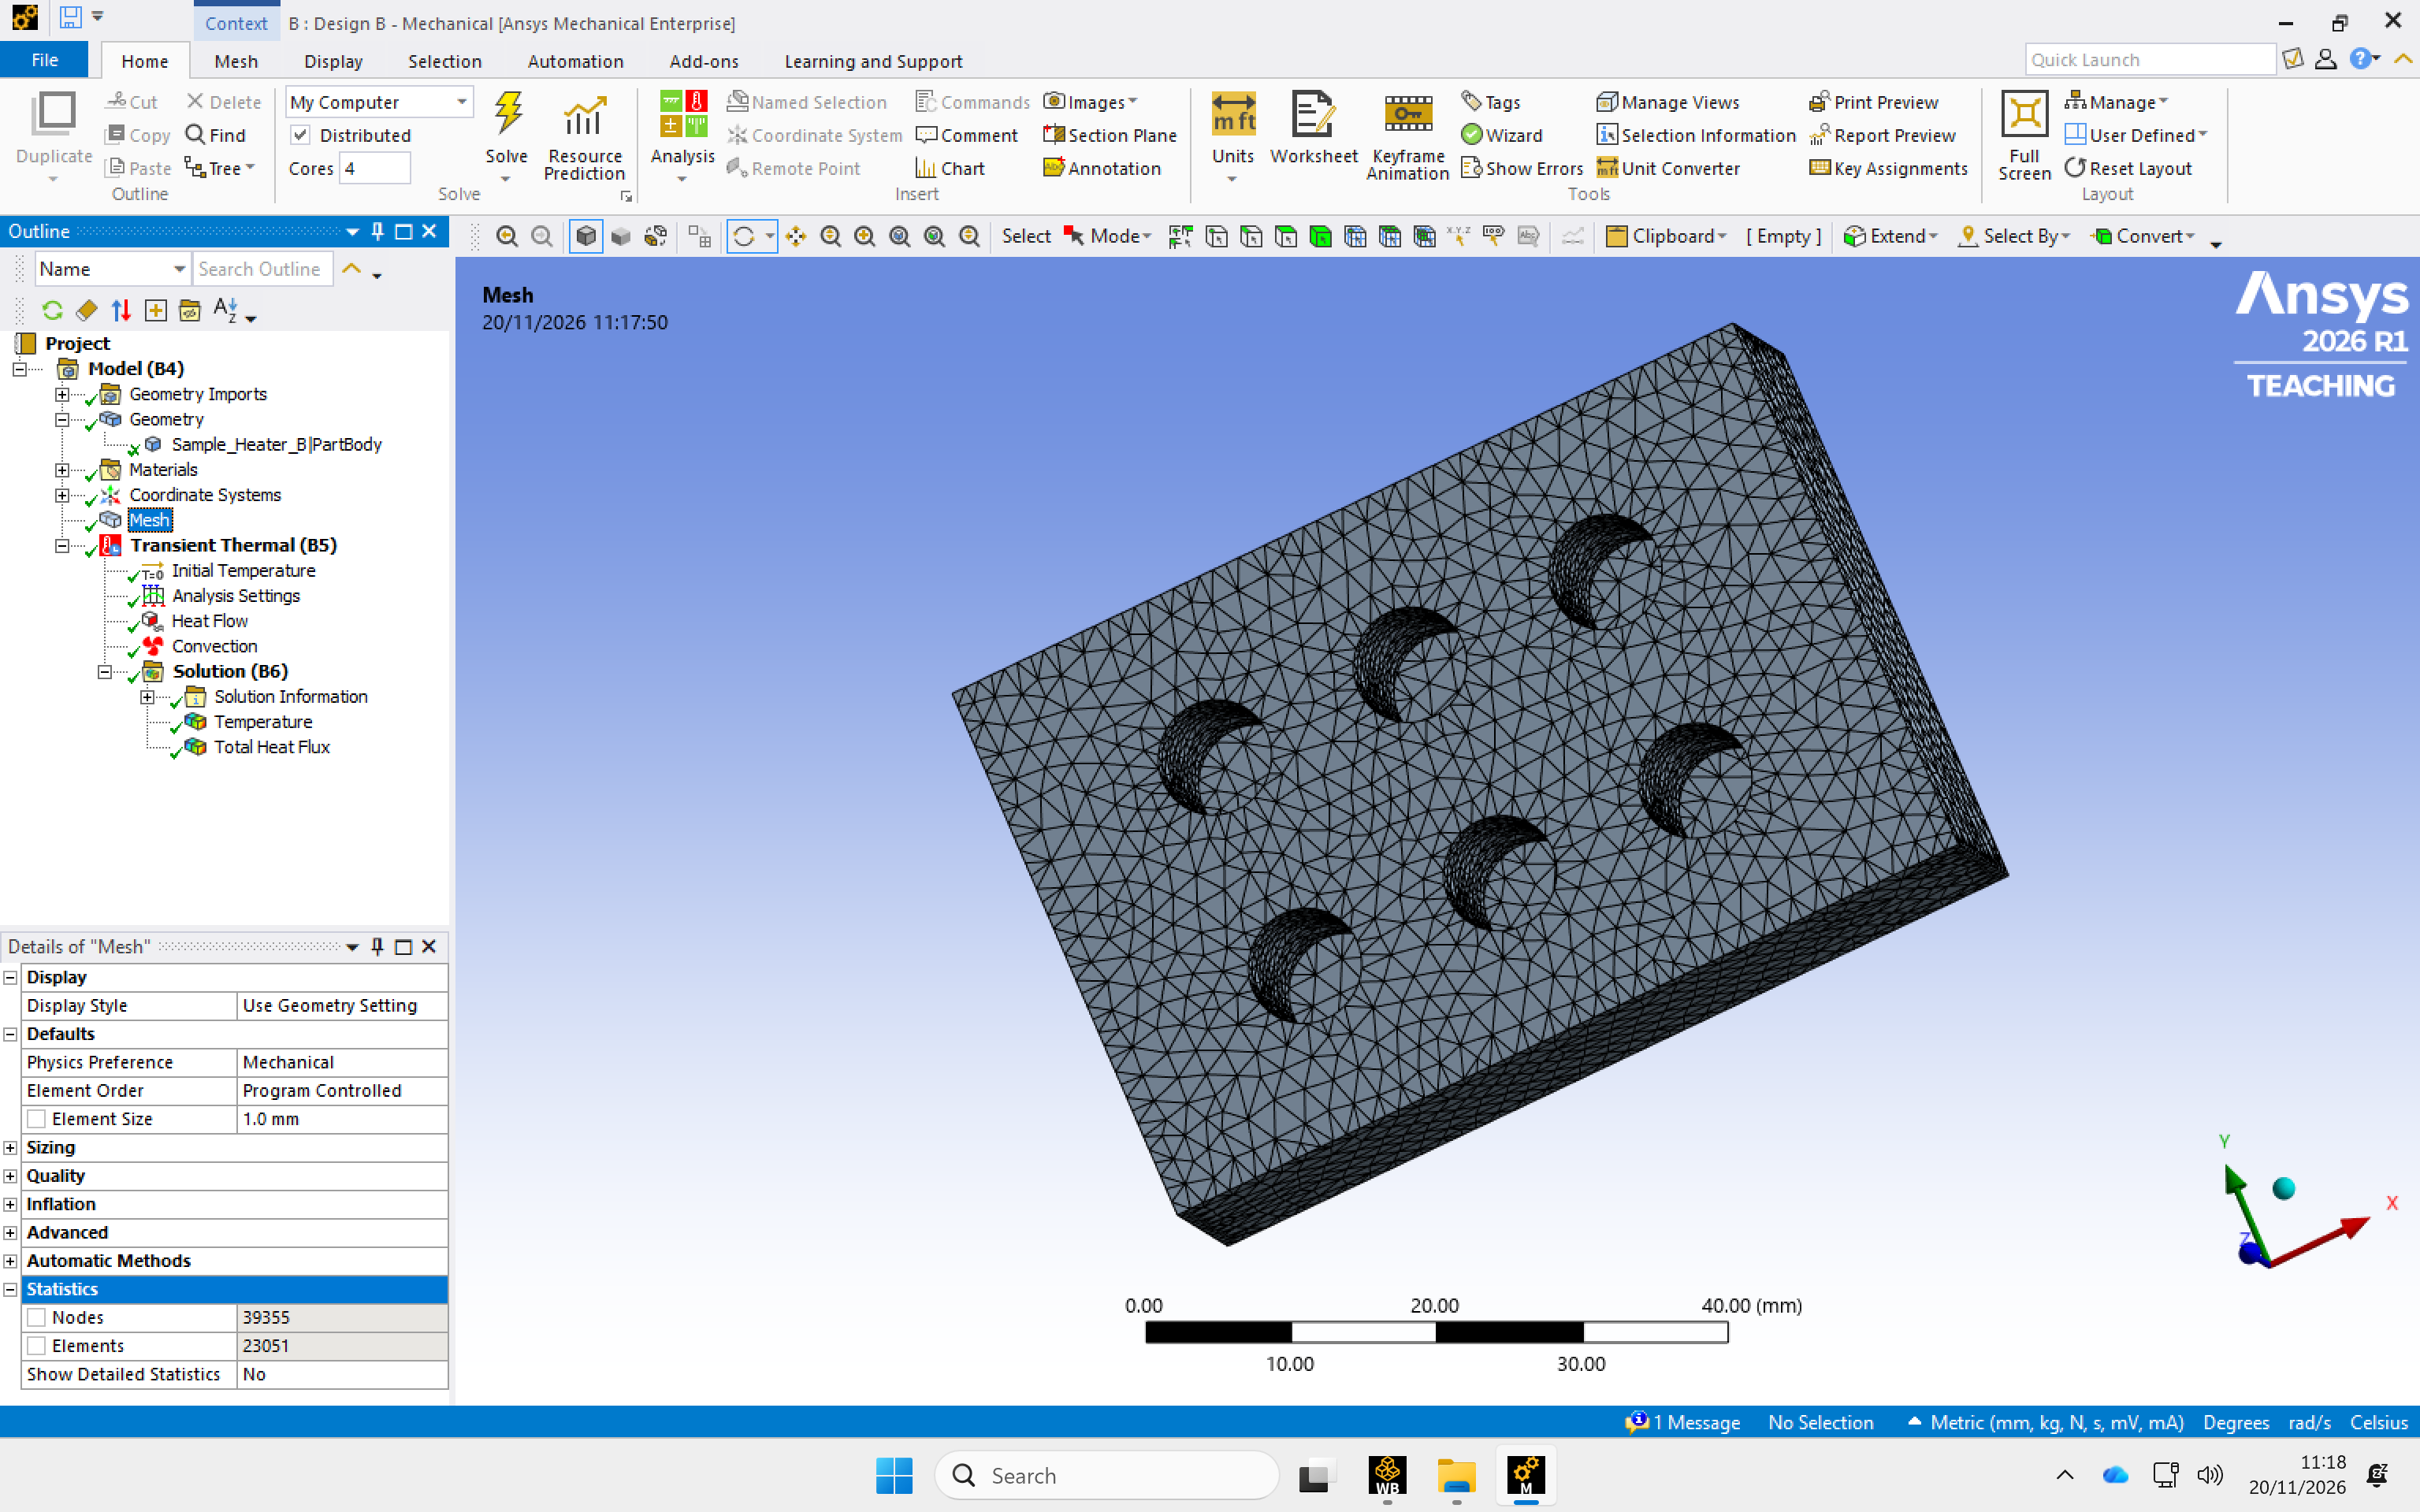 Context B : Design B - Mechanical [Ansys Mechanical Enterprise]
File Home Mesh Display Selection Automation Add-ons Learning and Support Quick Launch
Duplicate Cut Copy Paste Delete Find Tree
Outline
My Computer
Distributed
Cores 4
Solve Resource Prediction
Solve
Analysis
Named Selection Commands Images
Coordinate System Comment Section Plane
Remote Point Chart Annotation
Insert
m ft
Units Worksheet Keyframe Animation
Tags Manage Views Print Preview
Wizard Selection Information Report Preview
Show Errors Unit Converter Key Assignments
Tools
Full Screen
Manage
User Defined
Reset Layout
Layout
Outline
Select Mode Clipboard [ Empty ] Extend Select By Convert
Name Search Outline
Project
Model (B4)
Geometry Imports
Geometry
Sample_Heater_B|PartBody
Materials
Coordinate Systems
Mesh
Transient Thermal (B5)
T=0 Initial Temperature
Analysis Settings
Heat Flow
Convection
Solution (B6)
Solution Information
Temperature
Total Heat Flux
Mesh
20/11/2026 11:17:50
Ansys
2026 R1
TEACHING
Details of "Mesh"
Display
Display Style Use Geometry Setting
Defaults
Physics Preference Mechanical
Element Order Program Controlled
Element Size 1.0 mm
Sizing
Quality
Inflation
Advanced
Automatic Methods
Statistics
Nodes 39355
Elements 23051
Show Detailed Statistics No
Y
X
Z
0.00 20.00 40.00 (mm)
10.00 30.00
1 Message No Selection Metric (mm, kg, N, s, mV, mA) Degrees rad/s Celsius
Search
WB
M
11:18
20/11/2026